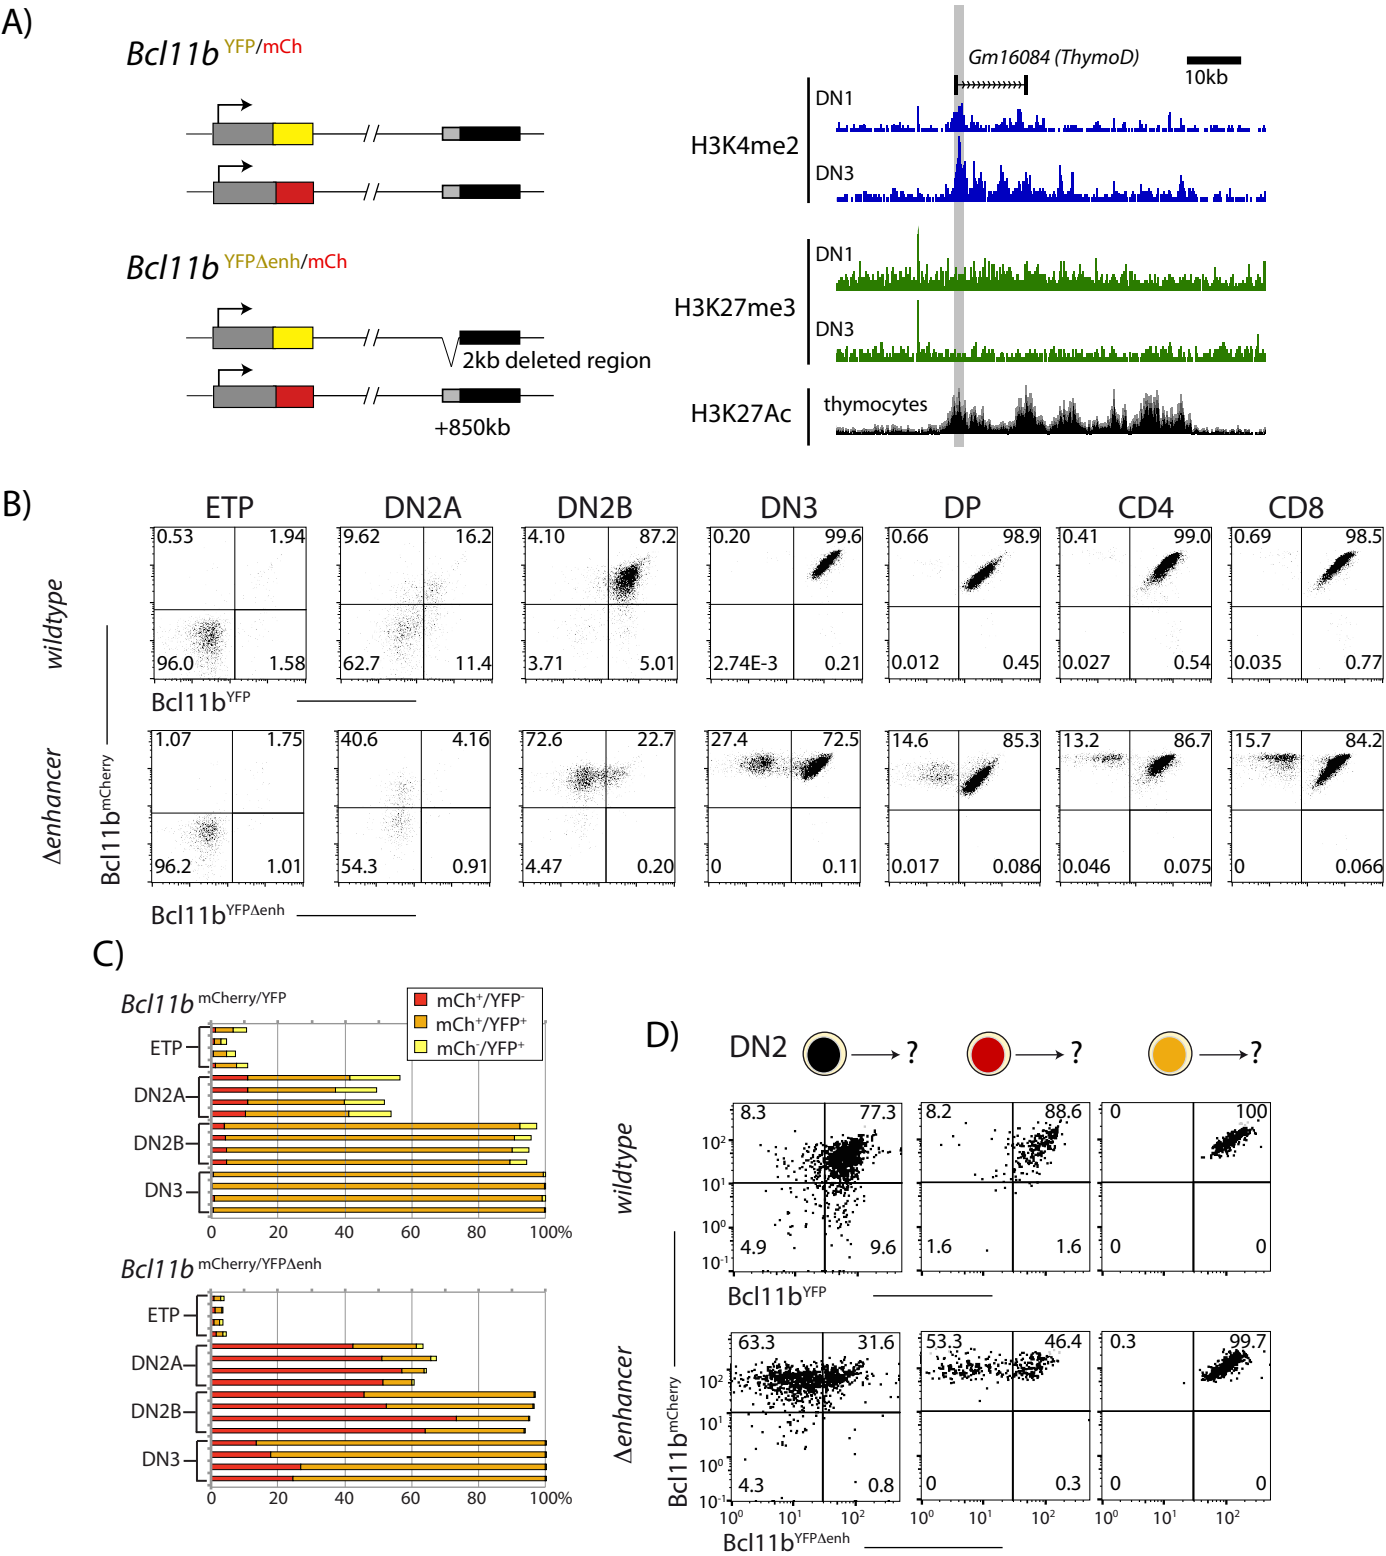 A)
Bcl11b YFP/mCh
Bcl11b YFPΔenh/mCh
2kb deleted region
+850kb
Gm16084 (ThymoD)
10kb
H3K4me2
DN1
DN3
H3K27me3
DN1
DN3
H3K27Ac
thymocytes
B)
ETP DN2A DN2B DN3 DP CD4 CD8
wildtype
0.53 1.94 9.62 16.2 4.10 87.2 0.20 99.6 0.66 98.9 0.41 99.0 0.69 98.5
96.0 1.58 62.7 11.4 3.71 5.01 2.74E-3 0.21 0.012 0.45 0.027 0.54 0.035 0.77
Bcl11b YFP
Δenhancer
Bcl11b mCherry
1.07 1.75 40.6 4.16 72.6 22.7 27.4 72.5 14.6 85.3 13.2 86.7 15.7 84.2
96.2 1.01 54.3 0.91 4.47 0.20 0 0.11 0.017 0.086 0.046 0.075 0 0.066
Bcl11b YFPΔenh
C)
Bcl11b mCherry/YFP
mCh+/YFP-
mCh+/YFP+
mCh-/YFP+
ETP
DN2A
DN2B
DN3
0 20 40 60 80 100%
Bcl11b mCherry/YFPΔenh
ETP
DN2A
DN2B
DN3
0 20 40 60 80 100%
D)
DN2 ? ? ?
wildtype
8.3 77.3 8.2 88.6 0 100
10²
10¹
10⁰
10⁻¹
4.9 9.6 1.6 1.6 0 0
Bcl11b YFP
Δenhancer
Bcl11b mCherry
63.3 31.6 53.3 46.4 0.3 99.7
10²
10¹
10⁰
10⁻¹
4.3 0.8 0 0.3 0 0
10⁰ 10¹ 10² 10⁰ 10¹ 10² 10⁰ 10¹ 10²
Bcl11b YFPΔenh